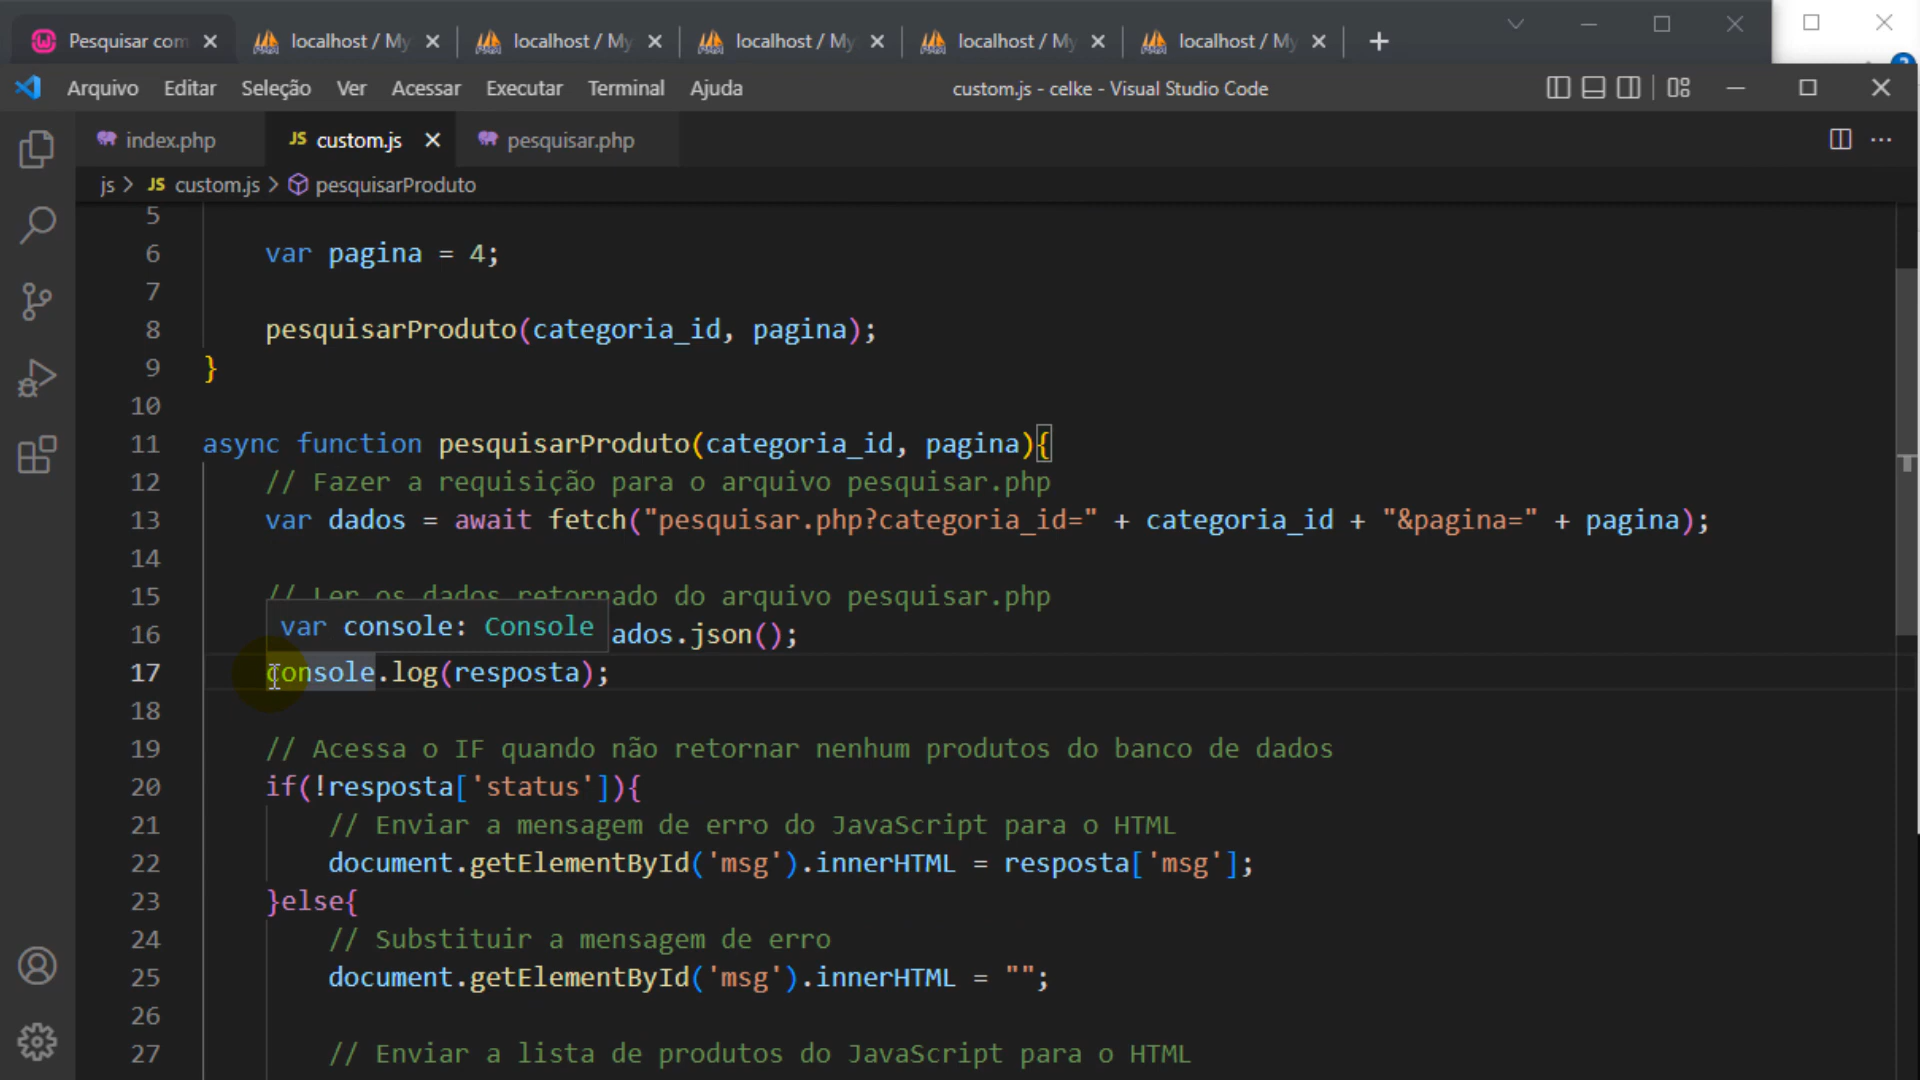 Pesquisar com
localhost / My
localhost / My
localhost / My
localhost / My
localhost / My
Arquivo Editar Seleção Ver Acessar Executar Terminal Ajuda
custom.js - celke - Visual Studio Code
index.php
JS custom.js
pesquisar.php
js > JS custom.js > pesquisarProduto
5
6 var pagina = 4;
7
8 pesquisarProduto(categoria_id, pagina);
9 }
10
11 async function pesquisarProduto(categoria_id, pagina){
12 // Fazer a requisição para o arquivo pesquisar.php
13 var dados = await fetch("pesquisar.php?categoria_id=" + categoria_id + "&pagina=" + pagina);
14
15 // Ler os dados retornado do arquivo pesquisar.php
var console: Console
16 ados.json();
17 console.log(resposta);
18
19 // Acessa o IF quando não retornar nenhum produtos do banco de dados
20 if(!resposta['status']){
21 // Enviar a mensagem de erro do JavaScript para o HTML
22 document.getElementById('msg').innerHTML = resposta['msg'];
23 }else{
24 // Substituir a mensagem de erro
25 document.getElementById('msg').innerHTML = "";
26
27 // Enviar a lista de produtos do JavaScript para o HTML